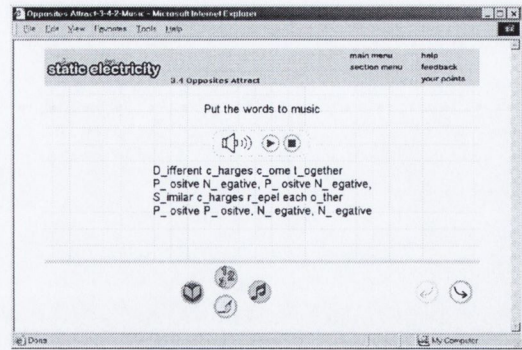 Opposites Attract-3-4-2-Music - Microsoft Internet Explorer
File Edit View Favorites Tools Help
static electricity
main menu help
section menu feedback
3.4 Opposites Attract your points
Put the words to music
D_ifferent c_harges c_ome t_ogether
P_ ositve N_ egative, P_ ositve N_ egative,
S_imilar c_harges r_epel each o_ther
P_ ositve P_ ositve, N_ egative, N_ egative
Done My Computer